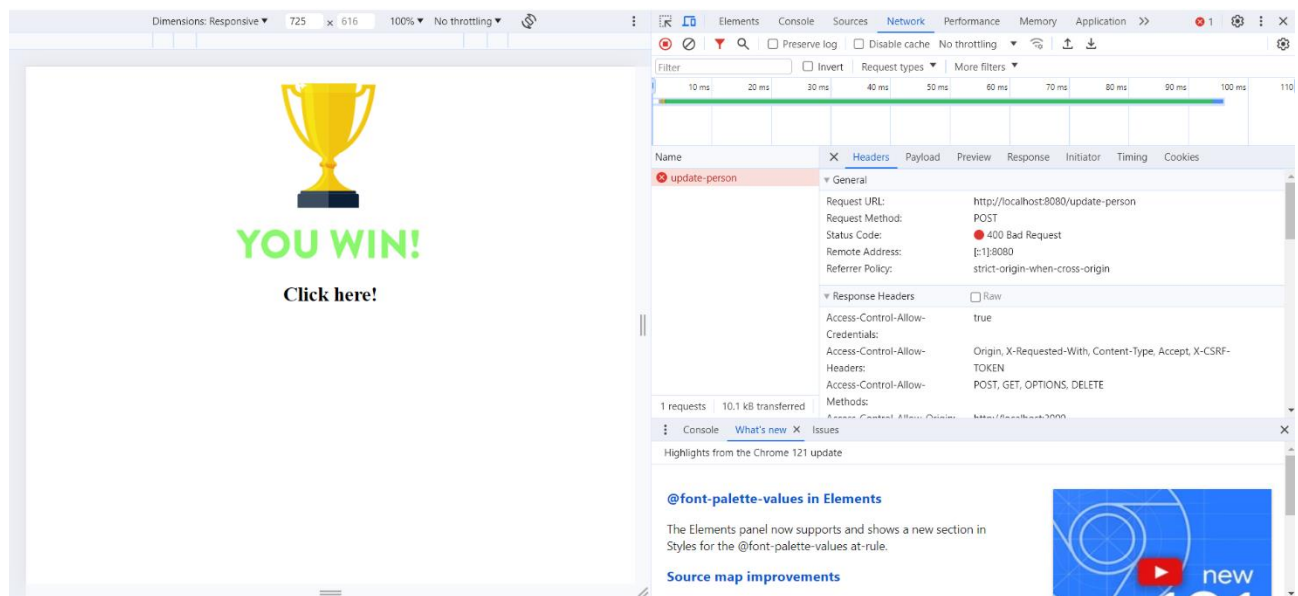 Dimensions: Responsive ▼ 725 x 616 100% ▼ No throttling ▼
YOU WIN!
Click here!
Elements Console Sources Network Performance Memory Application >> 1
Preserve log Disable cache No throttling ▼
Filter Invert Request types ▼ More filters ▼
10 ms 20 ms 30 ms 40 ms 50 ms 60 ms 70 ms 80 ms 90 ms 100 ms 110
Name
update-person
1 requests 10.1 kB transferred
Headers Payload Preview Response Initiator Timing Cookies
General
Request URL: http://localhost:8080/update-person
Request Method: POST
Status Code: 400 Bad Request
Remote Address: [::1]:8080
Referrer Policy: strict-origin-when-cross-origin
Response Headers Raw
Access-Control-Allow- true
Credentials:
Access-Control-Allow- Origin, X-Requested-With, Content-Type, Accept, X-CSRF-
Headers: TOKEN
Access-Control-Allow- POST, GET, OPTIONS, DELETE
Methods:
Access-Control-Allow-Origin: http://localhost:3000
Console What's new Issues
Highlights from the Chrome 121 update
@font-palette-values in Elements
The Elements panel now supports and shows a new section in
Styles for the @font-palette-values at-rule.
Source map improvements
new